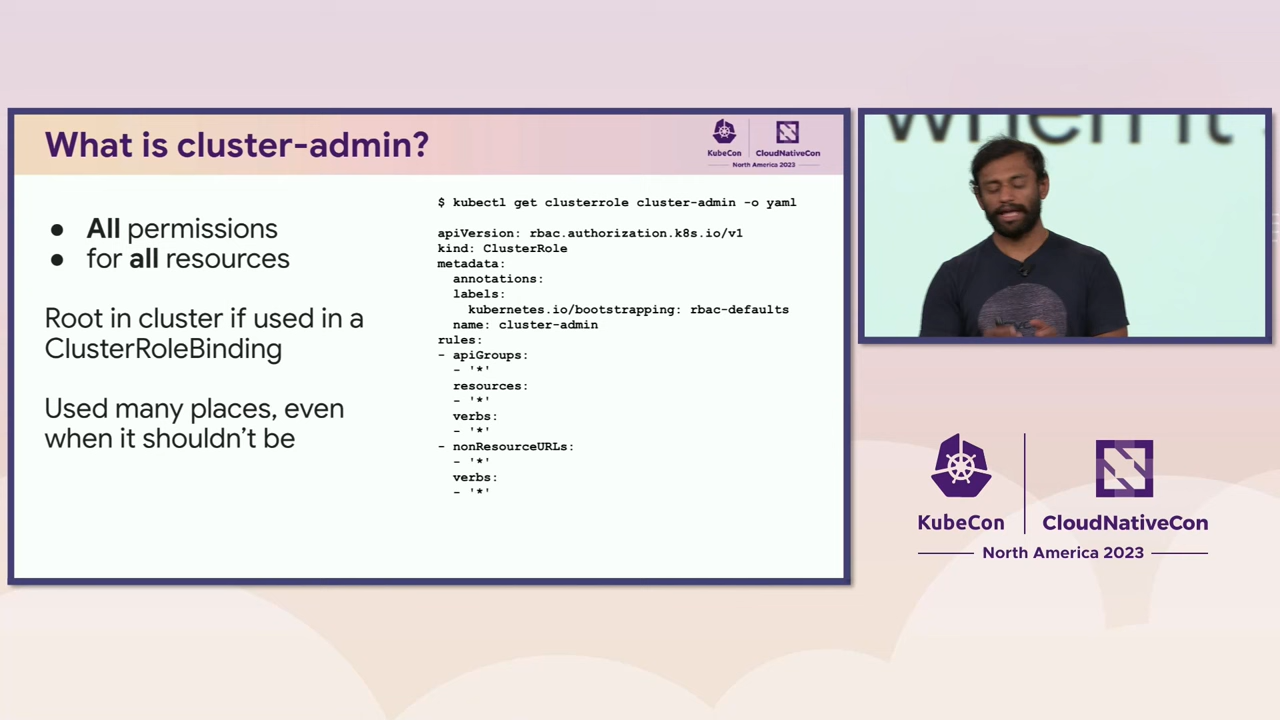 What is cluster-admin?
KubeCon
CloudNativeCon
North America 2023
● All permissions
● for all resources
Root in cluster if used in a
ClusterRoleBinding
Used many places, even
when it shouldn't be
$ kubectl get clusterrole cluster-admin -o yaml
apiVersion: rbac.authorization.k8s.io/v1
kind: ClusterRole
metadata:
  annotations:
  labels:
    kubernetes.io/bootstrapping: rbac-defaults
  name: cluster-admin
rules:
- apiGroups:
  - '*'
  resources:
  - '*'
  verbs:
  - '*'
- nonResourceURLs:
  - '*'
  verbs:
  - '*'
when it
KubeCon
CloudNativeCon
North America 2023